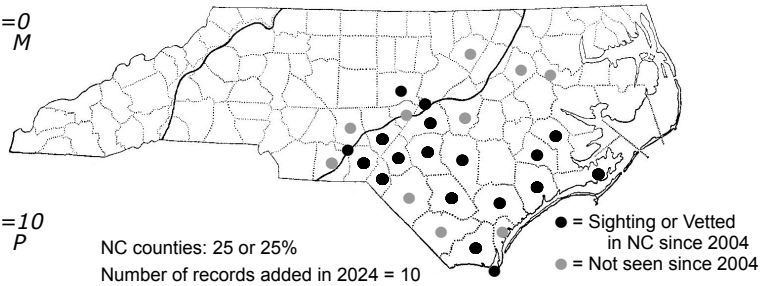 =0
M
=10
P
NC counties: 25 or 25%
Number of records added in 2024 = 10
= Sighting or Vetted
in NC since 2004
= Not seen since 2004